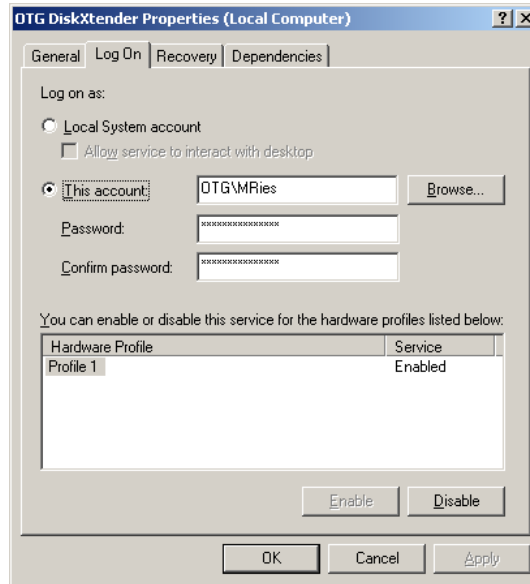 OTG DiskXtender Properties (Local Computer)
General Log On Recovery Dependencies
Log on as:
Local System account
Allow service to interact with desktop
This account: OTG\MRies Browse...
Password: ***************
Confirm password: ***************
You can enable or disable this service for the hardware profiles listed below:
Hardware Profile Service
Profile 1 Enabled
Enable Disable
OK Cancel Apply